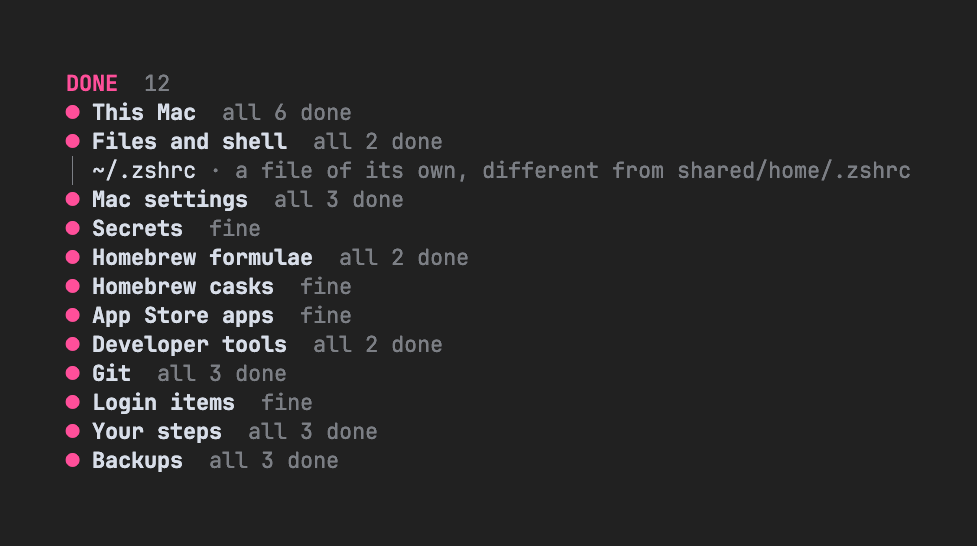 DONE 12
This Mac all 6 done
Files and shell all 2 done
~/.zshrc · a file of its own, different from shared/home/.zshrc
Mac settings all 3 done
Secrets fine
Homebrew formulae all 2 done
Homebrew casks fine
App Store apps fine
Developer tools all 2 done
Git all 3 done
Login items fine
Your steps all 3 done
Backups all 3 done